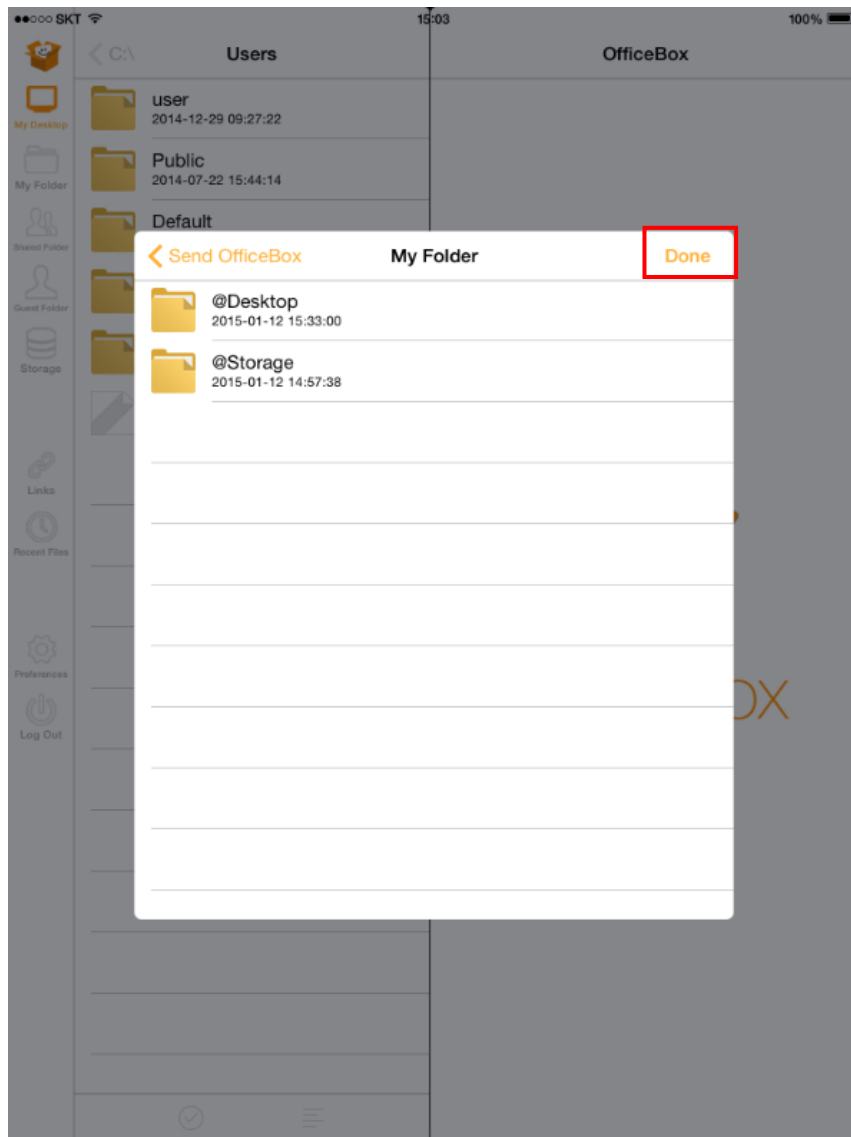 ●●○○○ SKT 15:03 100%
C:\ Users OfficeBox
My Desktop
My Folder
Shared Folder
Guest Folder
Storage
Links
Recent Files
Preferences
Log Out
user
2014-12-29 09:27:22
Public
2014-07-22 15:44:14
Default
Send OfficeBox My Folder Done
@Desktop
2015-01-12 15:33:00
@Storage
2015-01-12 14:57:38
OX